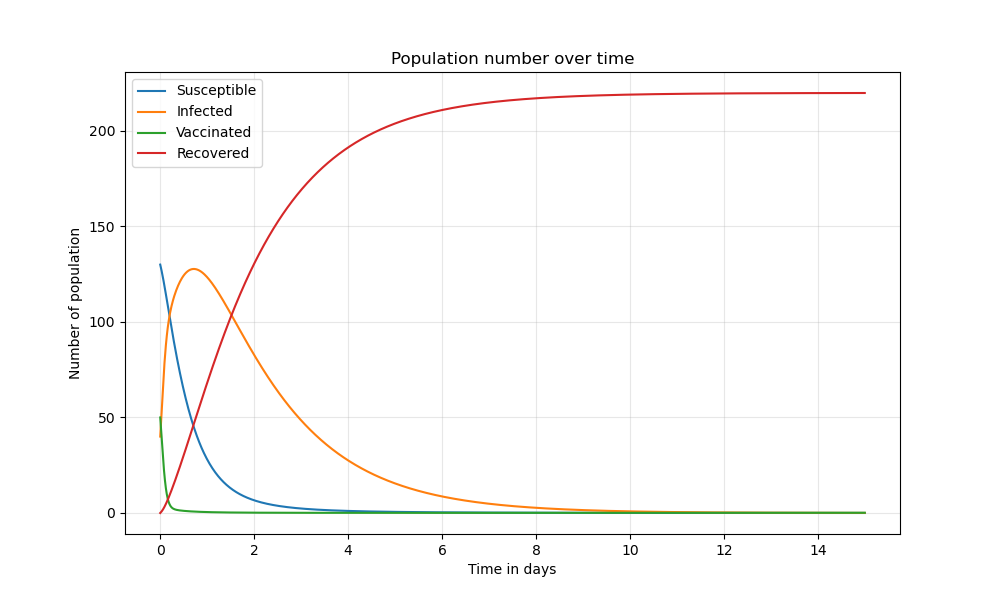 Population number over time
Susceptible
Infected
Vaccinated
Recovered
Number of population
200
150
100
50
0
0 2 4 6 8 10 12 14
Time in days